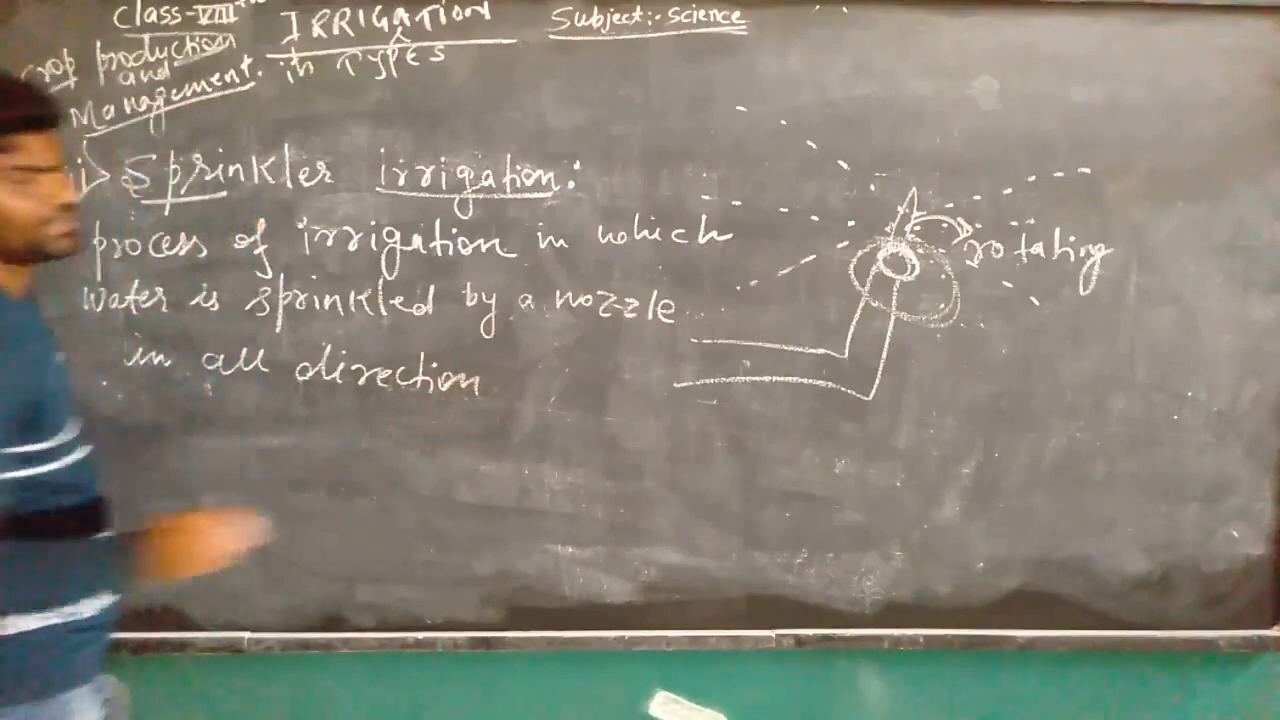 Class-VIIIth
IRRIGATION
Subject:- Science
Crop production
and
Management.
in TYPES
i> Sprinkler irrigation:
process of irrigation in which
water is sprinkled by a nozzle
in all direction
rotating